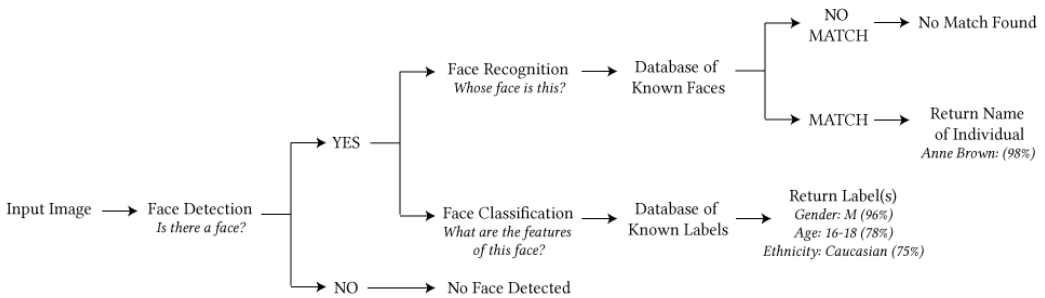 Input Image
Face Detection
Is there a face?
YES
Face Recognition
Whose face is this?
Database of
Known Faces
NO
MATCH
No Match Found
MATCH
Return Name
of Individual
Anne Brown: (98%)
Face Classification
What are the features
of this face?
Database of
Known Labels
Return Label(s)
Gender: M (96%)
Age: 16-18 (78%)
Ethnicity: Caucasian (75%)
NO
No Face Detected